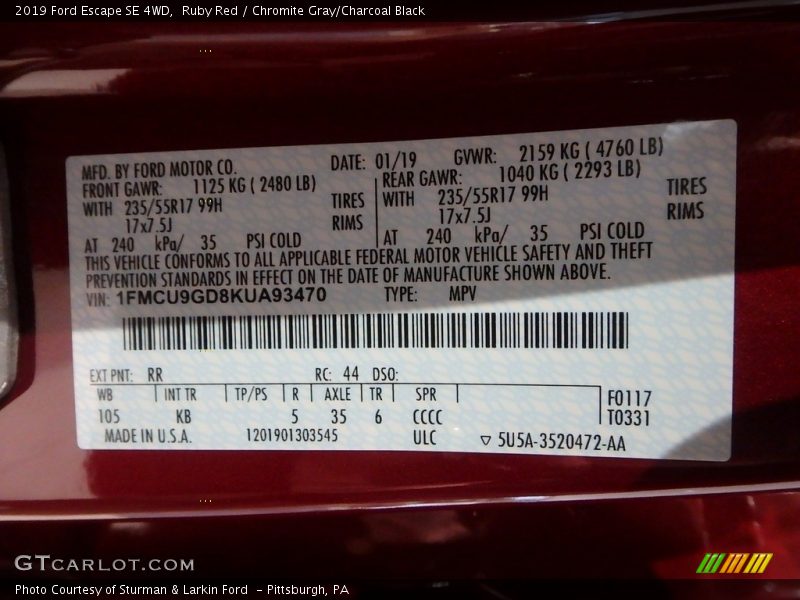 2019 Ford Escape SE 4WD,  Ruby Red / Chromite Gray/Charcoal Black
MFD. BY FORD MOTOR CO. DATE: 01/19 GVWR: 2159 KG ( 4760 LB)
FRONT GAWR: 1125 KG ( 2480 LB) REAR GAWR: 1040 KG ( 2293 LB)
WITH 235/55R17 99H TIRES WITH 235/55R17 99H TIRES
17x7.5J RIMS 17x7.5J RIMS
AT 240 kPa/ 35 PSI COLD AT 240 kPa/ 35 PSI COLD
THIS VEHICLE CONFORMS TO ALL APPLICABLE FEDERAL MOTOR VEHICLE SAFETY AND THEFT
PREVENTION STANDARDS IN EFFECT ON THE DATE OF MANUFACTURE SHOWN ABOVE.
VIN: 1FMCU9GD8KUA93470 TYPE: MPV
EXT PNT: RR RC: 44 DSO:
WB INT TR TP/PS R AXLE TR SPR F0117
105 KB 5 35 6 CCCC T0331
MADE IN U.S.A. 1201901303545 ULC ▽ 5U5A-3520472-AA
GTCARLOT.COM
Photo Courtesy of Sturman & Larkin Ford  - Pittsburgh, PA